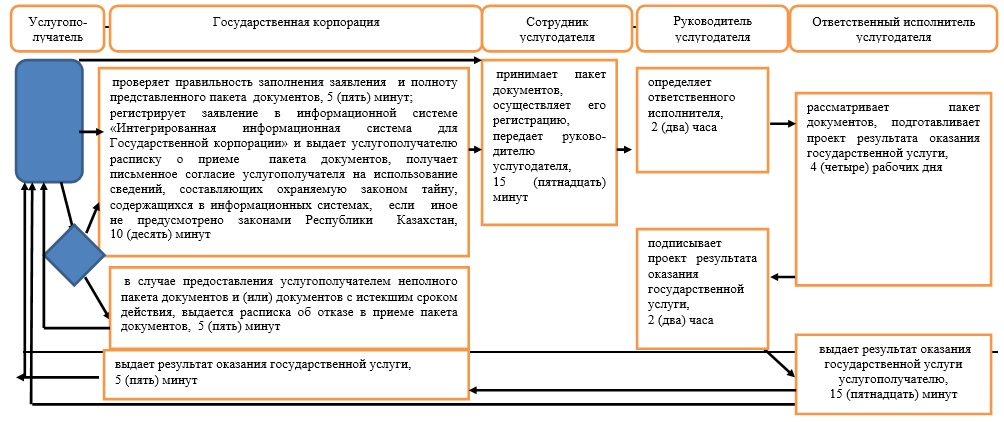 Услугопо-
лучатель
Государственная корпорация
Сотрудник
услугодателя
Руководитель
услугодателя
Ответственный исполнитель
услугодателя
проверяет правильность заполнения заявления и полноту
представленного пакета документов, 5 (пять) минут;
регистрирует заявление в информационной системе
«Интегрированная информационная система для
Государственной корпорации» и выдает услугополучателю
расписку о приеме пакета документов, получает
письменное согласие услугополучателя на использование
сведений, составляющих охраняемую законом тайну,
содержащихся в информационных системах, если иное
не предусмотрено законами Республики Казахстан,
10 (десять) минут
принимает пакет
документов,
осуществляет его
регистрацию,
передает руково-
дителю
услугодателя,
15 (пятнадцать)
минут
определяет
ответственного
исполнителя,
2 (два) часа
рассматривает пакет
документов, подготавливает
проект результата оказания
государственной услуги,
4 (четыре) рабочих дня
в случае предоставления услугополучателем неполного
пакета документов и (или) документов с истекшим сроком
действия, выдается расписка об отказе в приеме пакета
документов, 5 (пять) минут
подписывает
проект результата
оказания
государственной
услуги,
2 (два) часа
выдает результат оказания государственной услуги,
5 (пять) минут
выдает результат оказания
государственной услуги
услугополучателю,
15 (пятнадцать) минут